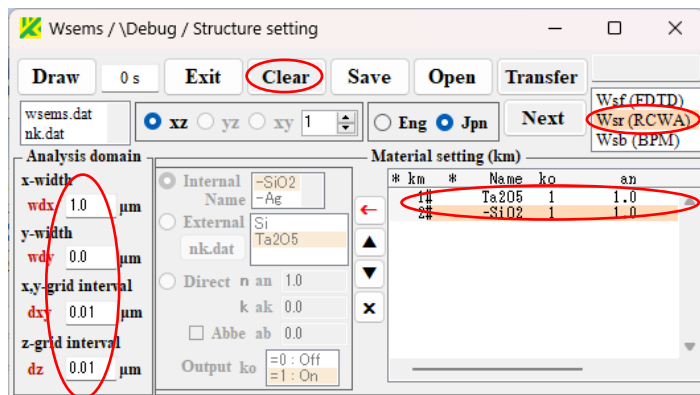 Wsems / \Debug / Structure setting
Draw 0 s Exit Clear Save Open Transfer
wsems.dat
nk.dat
xz yz xy 1 Eng Jpn Next
Wsf (FDTD)
Wsr (RCWA)
Wsb (BPM)
Analysis domain
x-width
wdx 1.0 μm
y-width
wdy 0.0 μm
x,y-grid interval
dxy 0.01 μm
z-grid interval
dz 0.01 μm
Material setting (km)
Internal Name -SiO2
-Ag
External Si
nk.dat Ta2O5
Direct n an 1.0
k ak 0.0
Abbe ab 0.0
Output ko =0 : Off
=1 : On
* km * Name ko an
1# Ta2O5 1 1.0
2# -SiO2 1 1.0